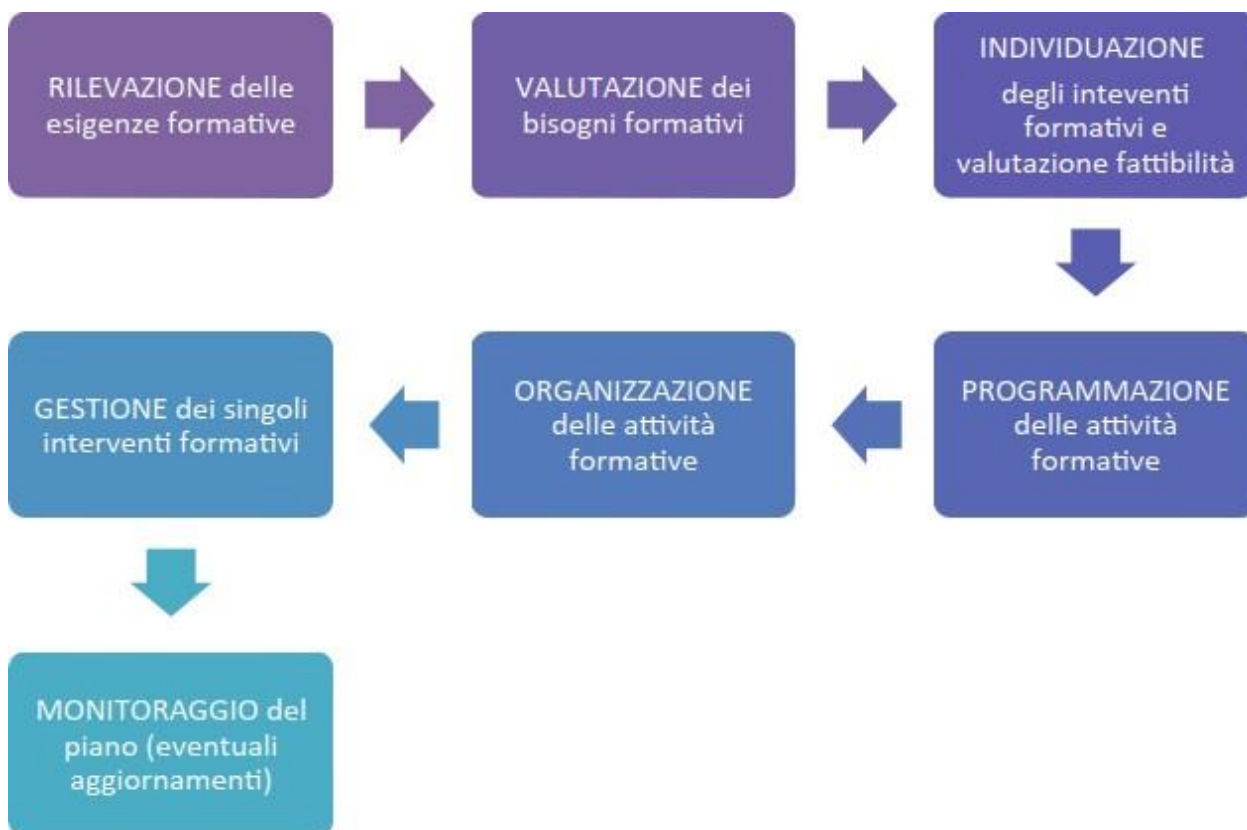 RILEVAZIONE delle
esigenze formative
VALUTAZIONE dei
bisogni formativi
INDIVIDUAZIONE
degli inteventi
formativi e
valutazione fattibilità
PROGRAMMAZIONE
delle attività
formative
ORGANIZZAZIONE
delle attività
formative
GESTIONE dei singoli
interventi formativi
MONITORAGGIO del
piano (eventuali
aggiornamenti)